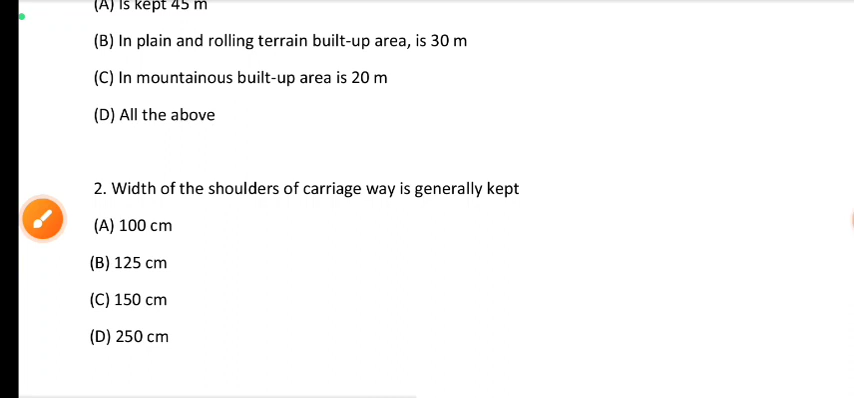 (A) Is kept 45 m
(B) In plain and rolling terrain built-up area, is 30 m
(C) In mountainous built-up area is 20 m
(D) All the above
2. Width of the shoulders of carriage way is generally kept
(A) 100 cm
(B) 125 cm
(C) 150 cm
(D) 250 cm